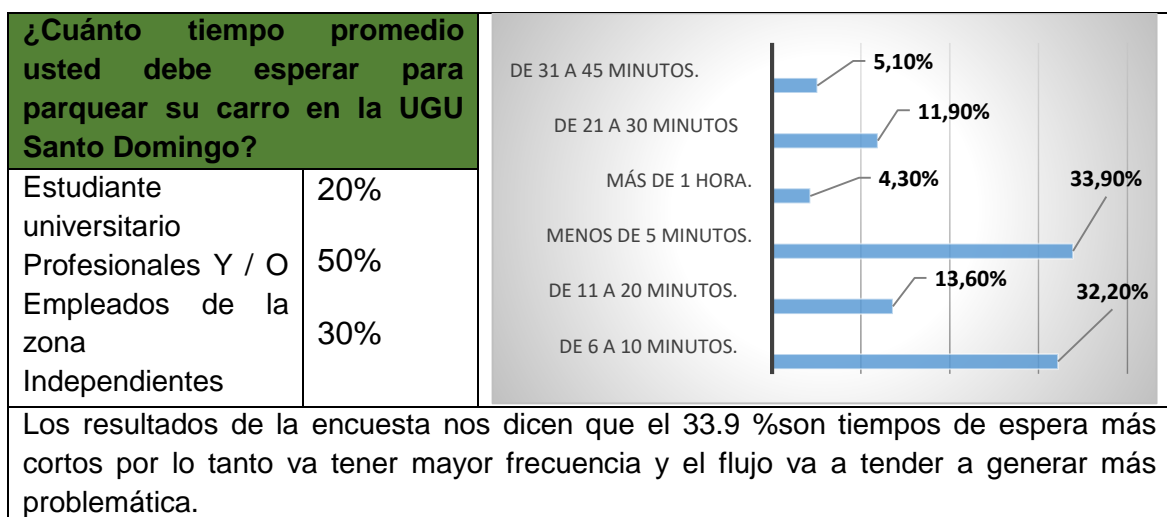 ¿Cuánto tiempo promedio
usted debe esperar para
parquear su carro en la UGU
Santo Domingo?
Estudiante
universitario
Profesionales Y / O
Empleados de la
zona
Independientes
20%
50%
30%
DE 31 A 45 MINUTOS.
5,10%
DE 21 A 30 MINUTOS
11,90%
MÁS DE 1 HORA.
4,30%
33,90%
MENOS DE 5 MINUTOS.
DE 11 A 20 MINUTOS.
13,60%
32,20%
DE 6 A 10 MINUTOS.
Los resultados de la encuesta nos dicen que el 33.9 %son tiempos de espera más
cortos por lo tanto va tener mayor frecuencia y el flujo va a tender a generar más
problemática.